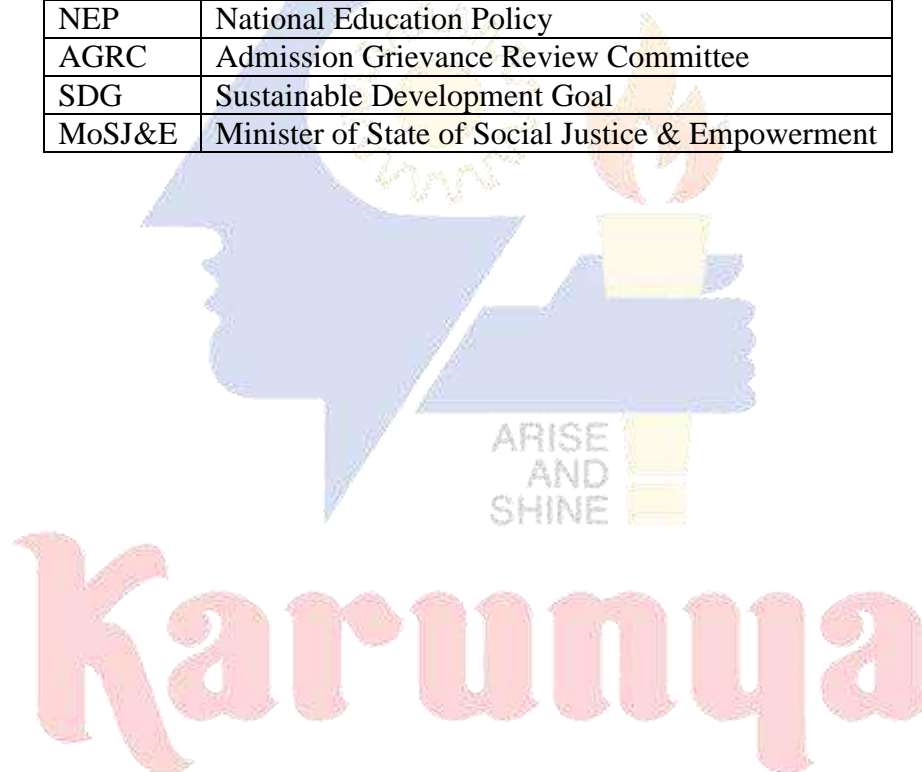 NEP National Education Policy
AGRC Admission Grievance Review Committee
SDG Sustainable Development Goal
MoSJ&E Minister of State of Social Justice & Empowerment
ARISE
AND
SHINE
Karunya